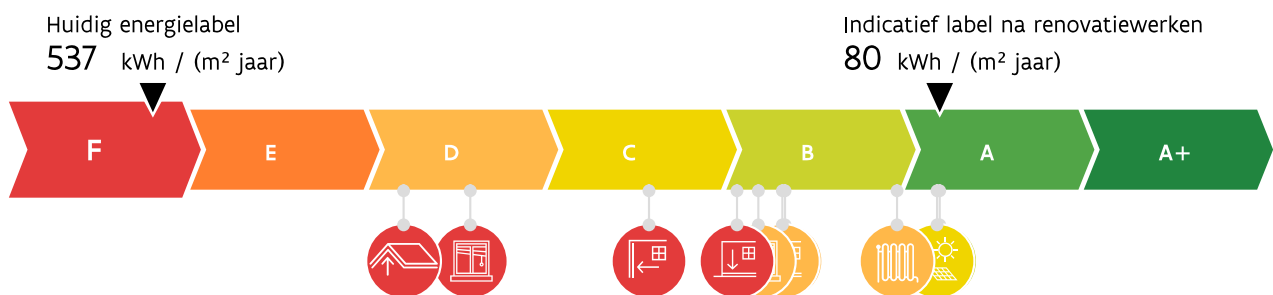 Huidig energielabel
537 kWh / (m² jaar)
Indicatief label na renovatiewerken
80 kWh / (m² jaar)
F E D C B A A+